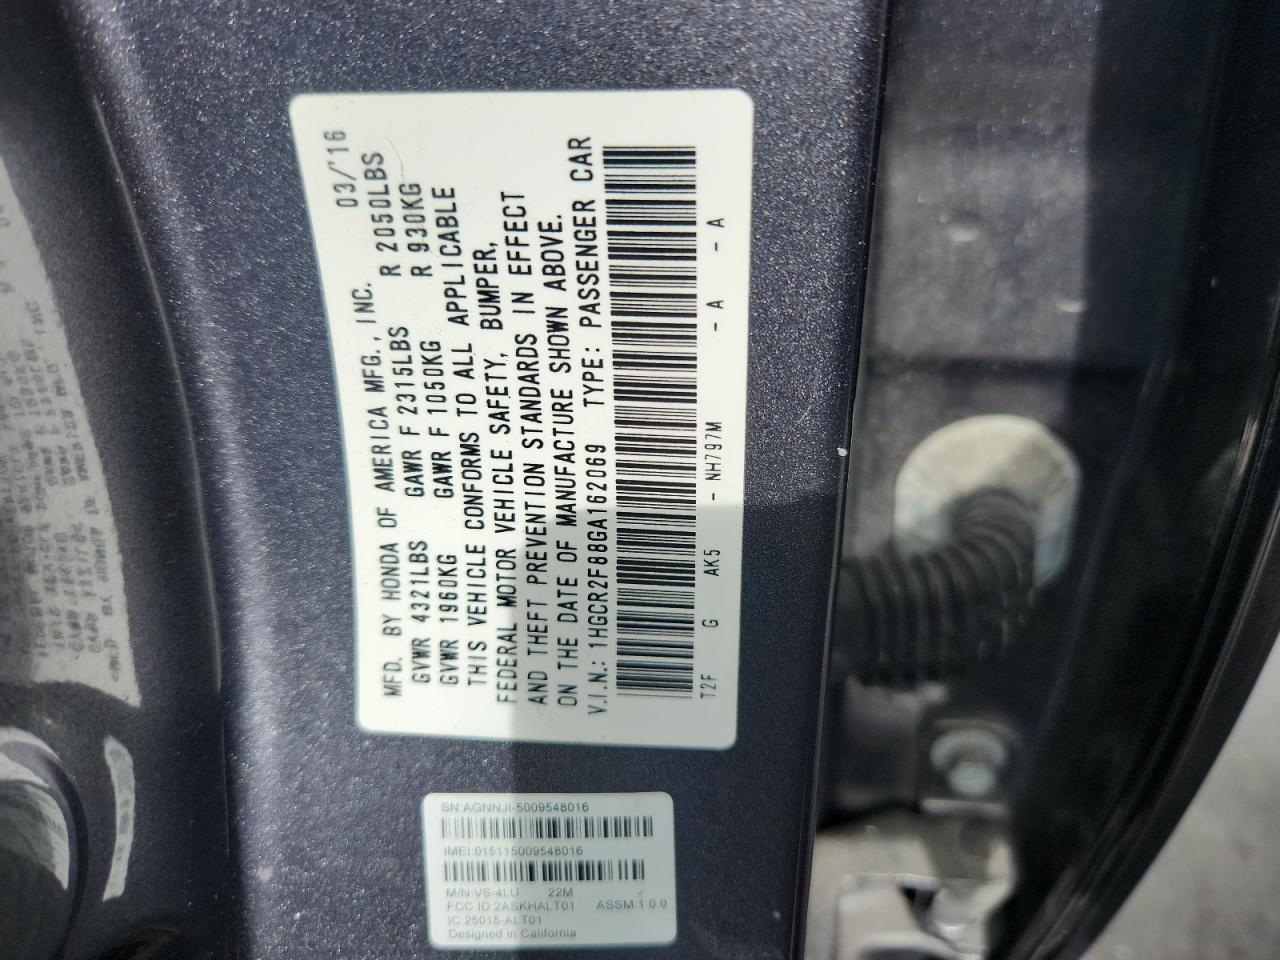 MFD. BY HONDA OF AMERICA MFG., INC. 03/'16
GVWR 4321LBS GAWR F 2315LBS R 2050LBS
GVWR 1960KG GAWR F 1050KG R 930KG
THIS VEHICLE CONFORMS TO ALL APPLICABLE
FEDERAL MOTOR VEHICLE SAFETY, BUMPER,
AND THEFT PREVENTION STANDARDS IN EFFECT
ON THE DATE OF MANUFACTURE SHOWN ABOVE.
V.I.N.: 1HGCR2F88GA162069 TYPE: PASSENGER CAR
T2F G AK5 - NH797M - A - A
SN AGNNJI-5009548016
IMEI:015115009548016
M/N:VS-4LU 22M
FCC ID:2ASKHALT01 ASSM 1.0.0
IC:25015-ALT01
Designed in California